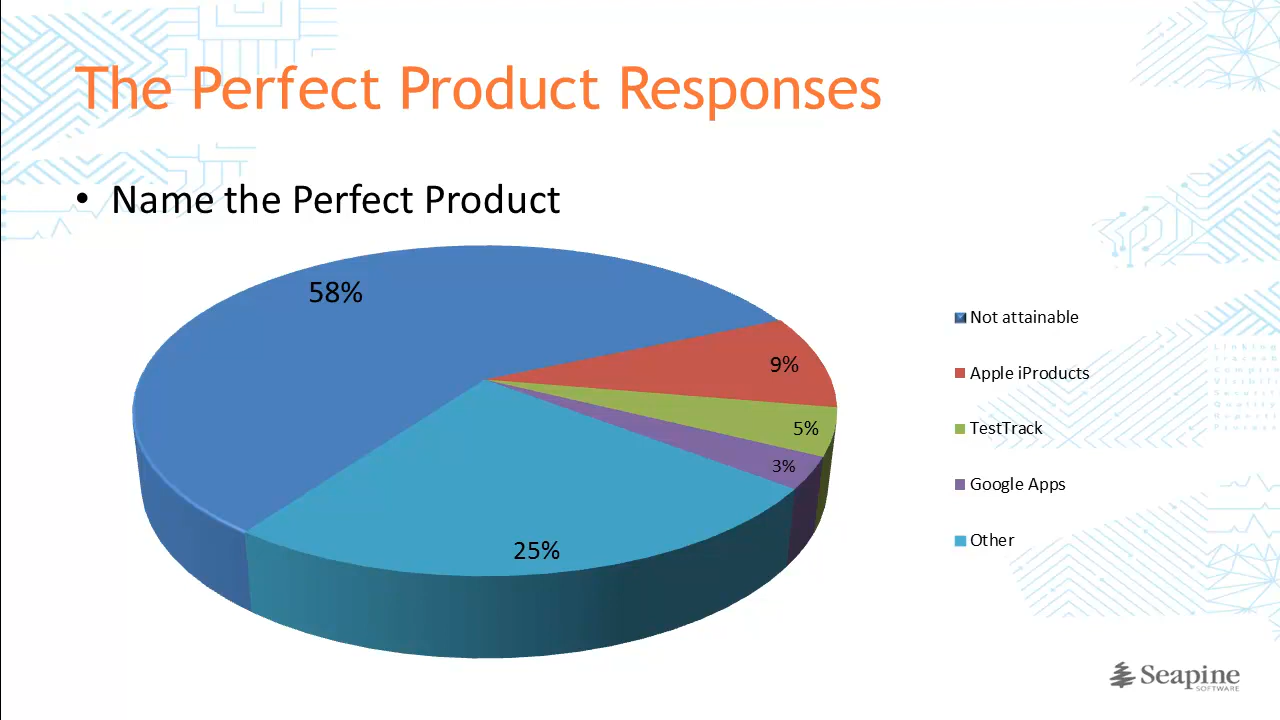 The Perfect Product Responses
• Name the Perfect Product
58%
9%
5%
3%
25%
Not attainable
Apple iProducts
TestTrack
Google Apps
Other
Seapine
SOFTWARE